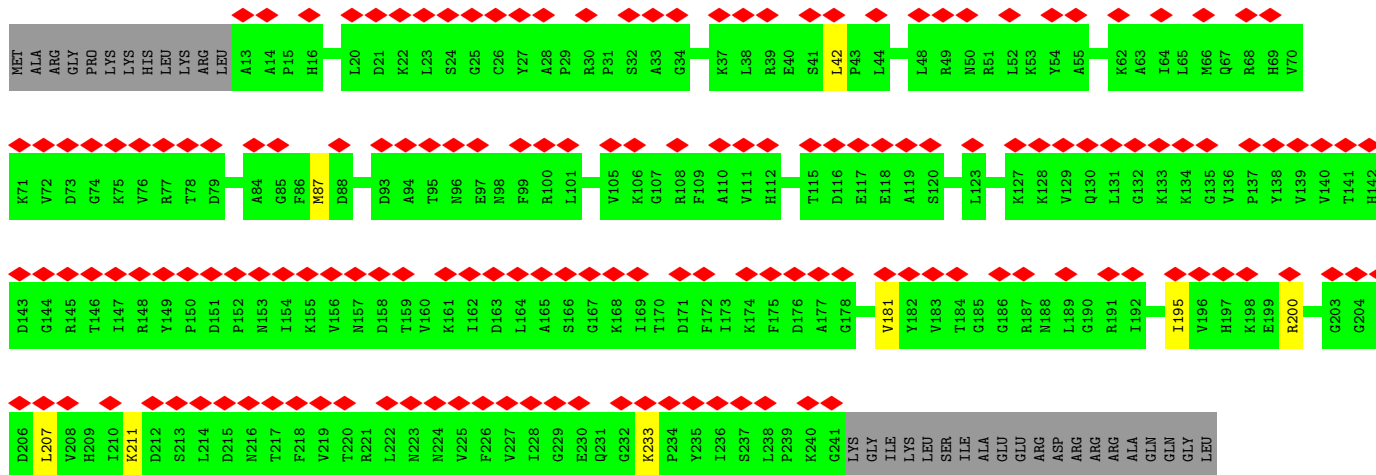 MET ALA ARG GLY PRO LYS LYS HIS LEU LYS ARG LEU A13 A14 P15 H16 L20 D21 K22 L23 S24 G25 C26 Y27 A28 P29 R30 P31 S32 A33 G34 K37 L38 R39 E40 S41 L42 P43 L44 L48 R49 N50 R51 L52 K53 Y54 A55 K62 A63 I64 L65 M66 Q67 R68 H69 V70
K71 V72 D73 G74 K75 V76 R77 T78 D79 A84 G85 F86 M87 D88 D93 A94 T95 N96 E97 N98 F99 R100 L101 V105 K106 G107 R108 F109 A110 V111 H112 T115 D116 E117 E118 A119 S120 L123 K127 K128 V129 Q130 L131 G132 K133 K134 G135 V136 P137 Y138 V139 V140 T141 H142
D143 G144 R145 T146 I147 R148 Y149 P150 D151 P152 N153 I154 K155 V156 N157 D158 T159 V160 K161 I162 D163 L164 A165 S166 G167 K168 I169 T170 D171 F172 I173 K174 F175 D176 A177 G178 V181 Y182 V183 T184 G185 G186 R187 N188 L189 G190 R191 I192 I195 V196 H197 K198 E199 R200 G203 G204
D206 L207 V208 H209 I210 K211 D212 S213 L214 D215 N216 T217 F218 V219 T220 R221 L222 N223 N224 V225 F226 V227 I228 G229 E230 Q231 G232 K233 P234 Y235 I236 S237 L238 P239 K240 G241 LYS GLY ILE LYS LEU SER ILE ALA GLU GLU ARG ASP ARG ARG ARG ALA GLN GLN GLY LEU